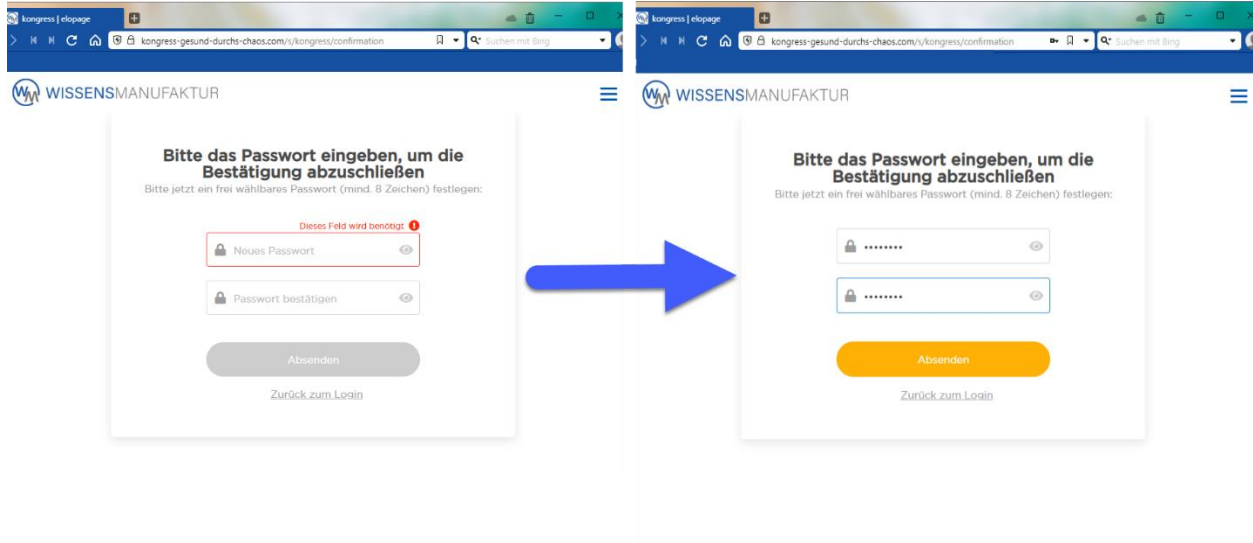 kongress | elopage
kongress-gesund-durchs-chaos.com/s/kongress/confirmation
Suchen mit Bing
WM WISSENSMANUFAKTUR
Bitte das Passwort eingeben, um die
Bestätigung abzuschließen
Bitte jetzt ein frei wählbares Passwort (mind. 8 Zeichen) festlegen:
Dieses Feld wird benötigt
Neues Passwort
Passwort bestätigen
Absenden
Zurück zum Login
kongress | elopage
kongress-gesund-durchs-chaos.com/s/kongress/confirmation
Suchen mit Bing
WM WISSENSMANUFAKTUR
Bitte das Passwort eingeben, um die
Bestätigung abzuschließen
Bitte jetzt ein frei wählbares Passwort (mind. 8 Zeichen) festlegen:
••••••••
••••••••
Absenden
Zurück zum Login